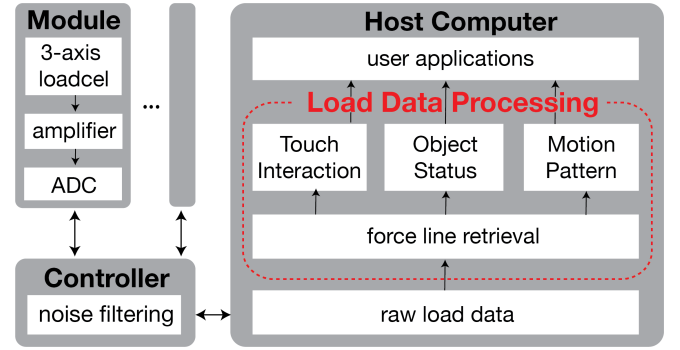 Module
3-axis
loadcel
amplifier
ADC
...
Controller
noise filtering
Host Computer
user applications
Load Data Processing
Touch
Interaction
Object
Status
Motion
Pattern
force line retrieval
raw load data